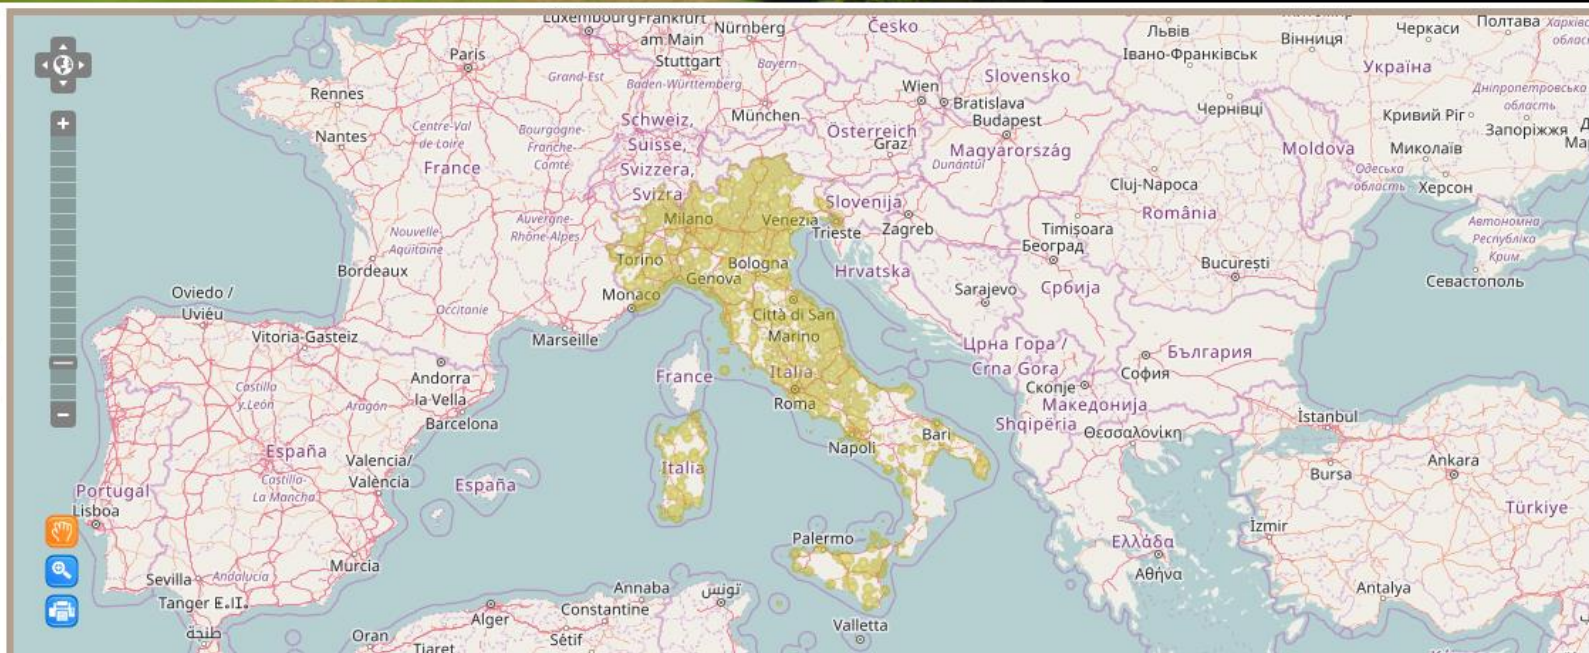 Luxembourg
Frankfurt
am Main
Nürnberg
Česko
Львів
Вінниця
Черкаси
Полтава
Івано-Франківськ
Paris
Grand-Est
Stuttgart
Bayern
Baden-Württemberg
Slovensko
Україна
Дніпропетровська
область
Rennes
Wien
Bratislava
Чернівці
Кривий Ріг
Запоріжжя
Nantes
Centre-Val
de Loire
Bourgogne-
Franche-
Comté
Schweiz,
Suisse,
Svizzera,
Svizra
München
Österreich
Graz
Budapest
Magyarország
Dunántúl
Moldova
Миколаїв
Одеська
область
Херсон
France
Cluj-Napoca
România
Milano
Venezia
Trieste
Slovenija
Zagreb
Timișoara
Београд
Автономна
Республіка
Крим
Nouvelle
Aquitaine
Auvergne-
Rhône-Alpes
Torino
Genova
Bologna
Hrvatska
București
Севастополь
Bordeaux
Monaco
Sarajevo
Србија
Oviedo /
Uviéu
Occitanie
Città di San
Marino
Vitoria-Gasteiz
Marseille
Црна Гора /
Crna Gora
България
France
Italia
Скопје
София
Andorra
la Vella
Castilla
y León
Aragón
Roma
Македонија
Barcelona
Shqipëria
Θεσσαλονίκη
İstanbul
España
Valencia/
València
Italia
Napoli
Bari
Bursa
Ankara
Castilla-
La Mancha
España
Portugal
Lisboa
Türkiye
Palermo
İzmir
Ελλάδα
Αθήνα
Murcia
Sevilla
Andalucía
Annaba
تونس
Antalya
Tanger ⵟⵏⵊ
Alger
Constantine
Valletta
طنجة
Oran
Sétif
Tiaret